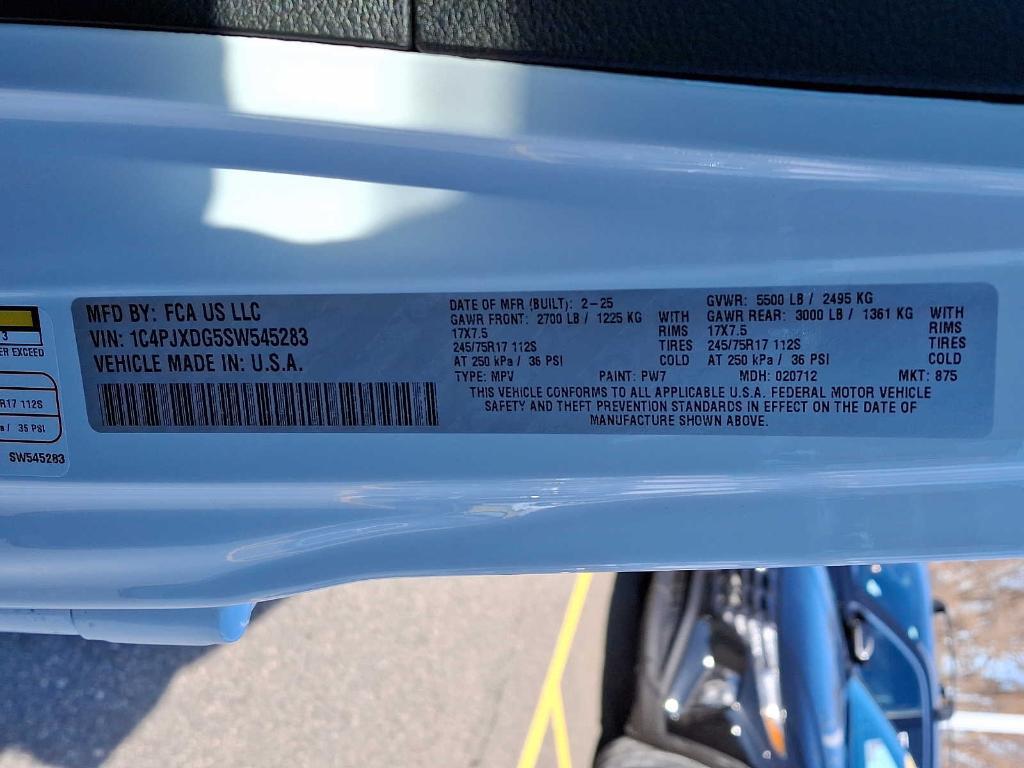 MFD BY: FCA US LLC
VIN: 1C4PJXDG5SW545283
VEHICLE MADE IN: U.S.A.
DATE OF MFR (BUILT): 2-25
GAWR FRONT: 2700 LB / 1225 KG WITH
17X7.5 RIMS
245/75R17 112S TIRES
AT 250 kPa / 36 PSI COLD
GVWR: 5500 LB / 2495 KG
GAWR REAR: 3000 LB / 1361 KG WITH
17X7.5 RIMS
245/75R17 112S TIRES
AT 250 kPa / 36 PSI COLD
TYPE: MPV PAINT: PW7 MDH: 020712 MKT: 875
THIS VEHICLE CONFORMS TO ALL APPLICABLE U.S.A. FEDERAL MOTOR VEHICLE
SAFETY AND THEFT PREVENTION STANDARDS IN EFFECT ON THE DATE OF
MANUFACTURE SHOWN ABOVE.
3
ER EXCEED
R17 112S
a / 35 PSI
SW545283